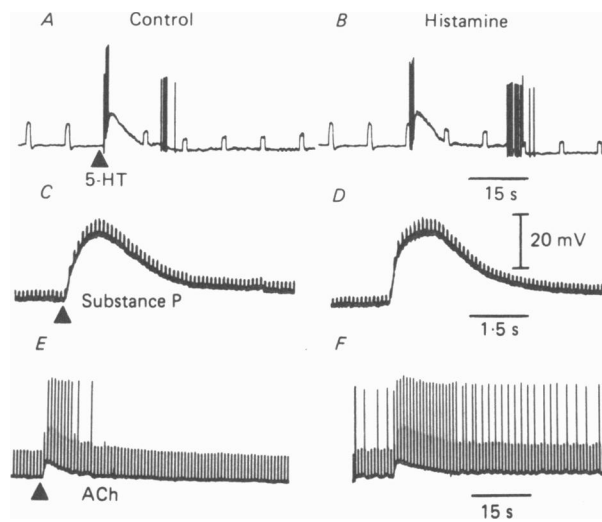 A Control
B Histamine
5-HT
15 s
C
D
20 mV
Substance P
1·5 s
E
F
ACh
15 s